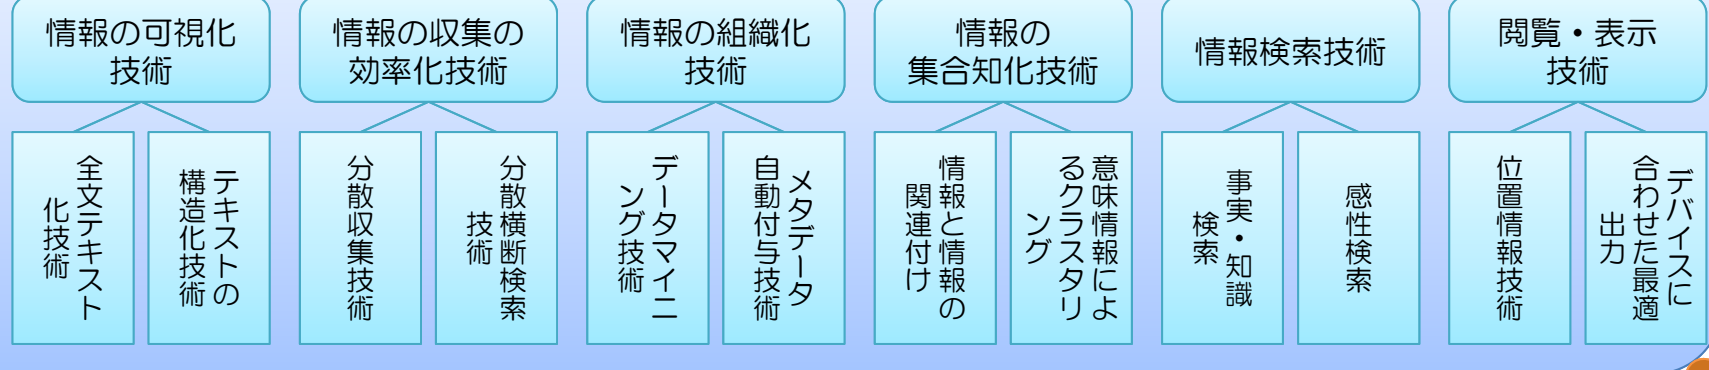 情報の可視化
技術
全文テキスト
化技術
テキストの
構造化技術
情報の収集の
効率化技術
分散収集技術
分散横断検索
技術
情報の組織化
技術
データマイニ
ング技術
メタデータ
自動付与技術
情報の
集合知化技術
情報と情報の
関連付け
意味情報によ
るクラスタリ
ング
情報検索技術
事実・知識
検索
感性検索
閲覧・表示
技術
位置情報技術
デバイスに
合わせた最適
出力